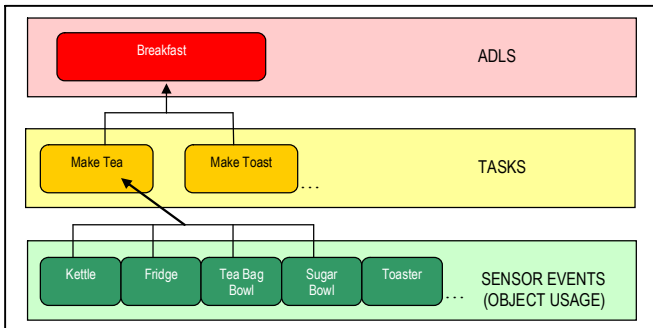 Breakfast
ADLS
Make Tea
Make Toast
...
TASKS
Kettle
Fridge
Tea Bag
Bowl
Sugar
Bowl
Toaster
...
SENSOR EVENTS
(OBJECT USAGE)